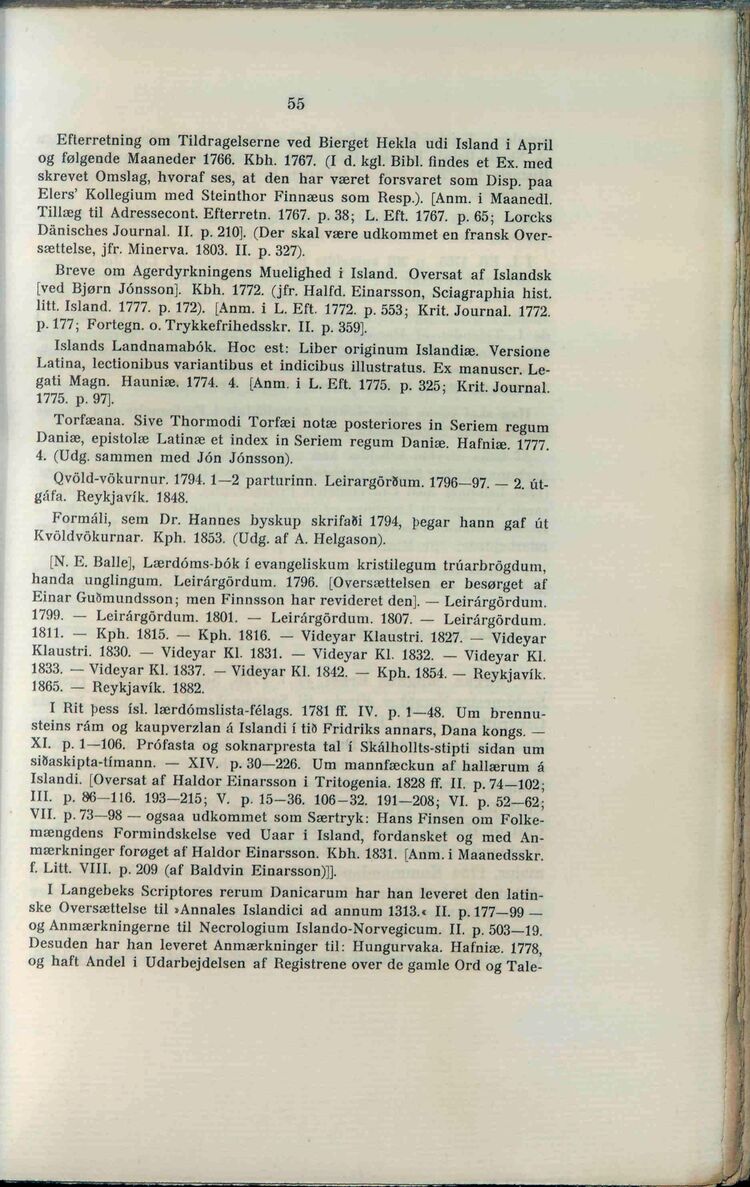 55
Efterretning om Tildragelserne ved Bierget Hekla udi Island i April
og følgende Maaneder 1766. Kbh. 1767. (I d. kgl. Bibl. findes et Ex. med
skrevet Omslag, hvoraf ses, at den har været forsvaret som Disp. paa
Elers' Kollegium med Steinthor Finnæus som Resp.). [Anm. i Maanedl.
Tillæg til Adressecont. Efterretn. 1767. p. 38; L. Eft. 1767. p. 65; Lorcks
Dänisches Journal. II. p. 210]. (Der skal være udkommet en fransk Over-
sættelse, jfr. Minerva. 1803. II. p. 327).
Breve om Agerdyrkningens Muelighed i Island. Oversat af Islandsk
[ved Bjørn Jónsson]. Kbh. 1772. (jfr. Halfd. Einarsson, Sciagraphia hist.
litt. Island. 1777. p. 172). [Anm. i L. Eft. 1772. p. 553; Krit. Journal. 1772.
p. 177; Fortegn. o. Trykkefrihedsskr. II. p. 359].
Islands Landnamabók. Hoc est: Liber originum Islandiæ. Versione
Latina, lectionibus variantibus et indicibus illustratus. Ex manuscr. Le-
gati Magn. Hauniæ. 1774. 4. [Anm. i L. Eft. 1775. p. 325; Krit. Journal.
1775. p. 97].
Torfæana. Sive Thormodi Torfæi notæ posteriores in Seriem regum
Daniæ, epistolæ Latinæ et index in Seriem regum Daniæ. Hafniæ. 1777.
4. (Udg. sammen med Jón Jónsson).
Qvöld-vökurnur. 1794. 1—2 parturinn. Leirargörðum. 1796—97. — 2. út-
gáfa. Reykjavík. 1848.
Formáli, sem Dr. Hannes byskup skrifaði 1794, þegar hann gaf út
Kvöldvökurnar. Kph. 1853. (Udg. af A. Helgason).
[N. E. Balle], Lærdóms-bók í evangeliskum kristilegum trúarbrögdum,
handa unglingum. Leirárgördum. 1796. [Oversættelsen er besørget af
Einar Guðmundsson; men Finnsson har revideret den]. — Leirárgördum.
1799. — Leirárgördum. 1801. — Leirárgördum. 1807. — Leirárgördum.
1811. — Kph. 1815. — Kph. 1816. — Videyar Klaustri. 1827. — Videyar
Klaustri. 1830. — Videyar Kl. 1831. — Videyar Kl. 1832. — Videyar Kl.
1833. — Videyar Kl. 1837. — Videyar Kl. 1842. — Kph. 1854. — Reykjavík.
1865. — Reykjavík. 1882.
I Rit þess ísl. lærdómslista-félags. 1781 ff. IV. p. 1—48. Um brennu-
steins rám og kaupverzlan á Islandi í tið Fridriks annars, Dana kongs. —
XI. p. 1—106. Prófasta og soknarpresta tal í Skálhollts-stipti sidan um
siðaskipta-tímann. — XIV. p. 30—226. Um mannfæckun af hallærum á
Islandi. [Oversat af Haldor Einarsson i Tritogenia. 1828 ff. II. p. 74—102;
III. p. 86—116. 193—215; V. p. 15—36. 106—32. 191—208; VI. p. 52—62;
VII. p. 73—98 — ogsaa udkommet som Særtryk: Hans Finsen om Folke-
mængdens Formindskelse ved Uaar i Island, fordansket og med An-
mærkninger forøget af Haldor Einarsson. Kbh. 1831. [Anm. i Maanedsskr.
f. Litt. VIII. p. 209 (af Baldvin Einarsson)]].
I Langebeks Scriptores rerum Danicarum har han leveret den latin-
ske Oversættelse til »Annales Islandici ad annum 1313.« II. p. 177—99 —
og Anmærkningerne til Necrologium Islando-Norvegicum. II. p. 503—19.
Desuden har han leveret Anmærkninger til: Hungurvaka. Hafniæ. 1778,
og haft Andel i Udarbejdelsen af Registrene over de gamle Ord og Tale-